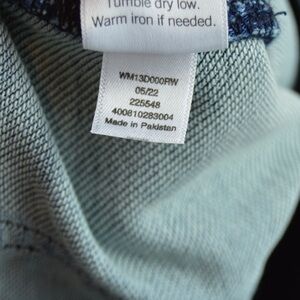 Tumble dry low.
Warm iron if needed.
WM13D000RW
05/22
225548
400810283004
Made in Pakistan